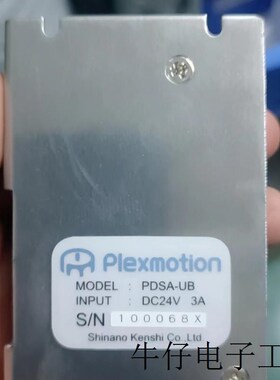 Plexmotion
MODEL : PDSA-UB
INPUT : DC24V 3A
S/N 100068X
Shinano Kenshi Co.,Ltd
牛仔电子工